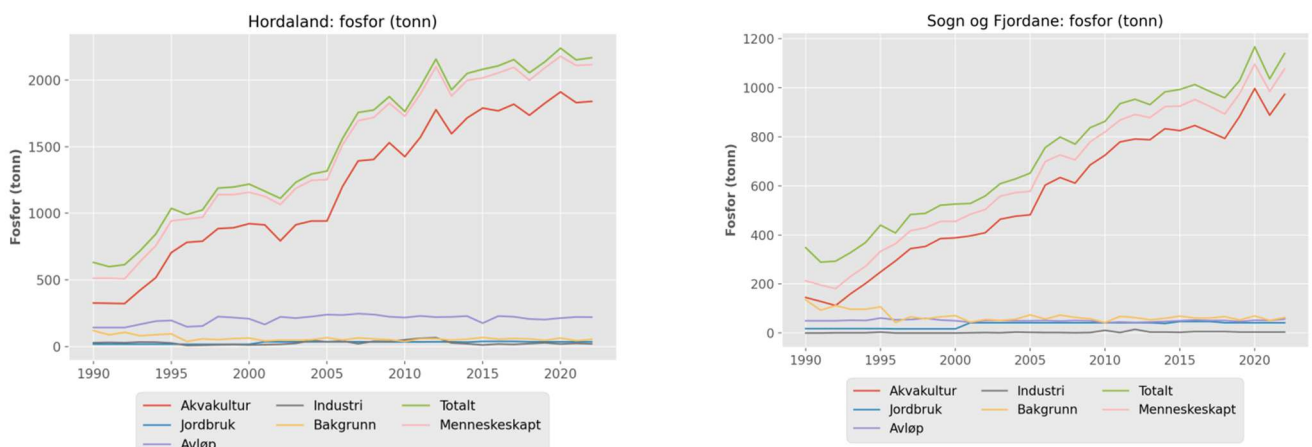 Hordaland: fosfor (tonn)
Fosfor (tonn)
2000
1500
1000
500
0
1990 1995 2000 2005 2010 2015 2020
Akvakultur Industri Totalt
Jordbruk Bakgrunn Menneskeskapt
Avløp
Sogn og Fjordane: fosfor (tonn)
Fosfor (tonn)
1200
1000
800
600
400
200
0
1990 1995 2000 2005 2010 2015 2020
Akvakultur Industri Totalt
Jordbruk Bakgrunn Menneskeskapt
Avløp